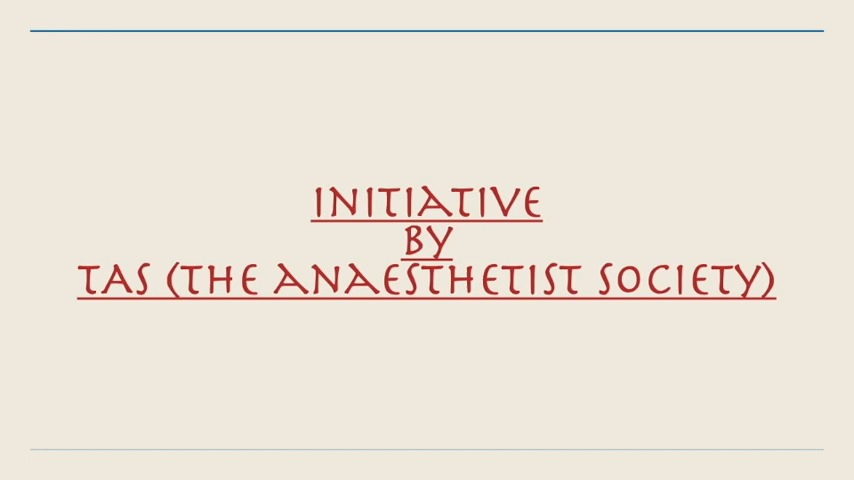 INITIATIVE
BY
TAS (THE ANAESTHETIST SOCIETY)